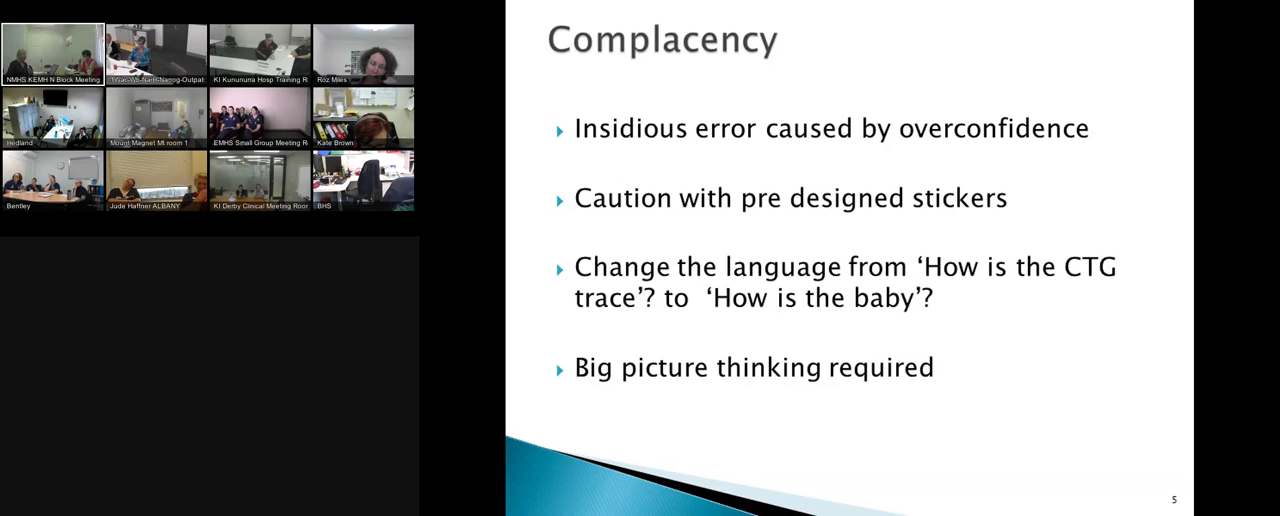 NMHS KEMH N Block Meeting
KI Kununurra Hosp Training R
Roz Miles
Hedland
Mount Magnet Mt room 1
EMHS Small Group Meeting R
Kate Brown
Bentley
Jude Haffner ALBANY
KI Derby Clinical Meeting Roor
BHS
Complacency
Insidious error caused by overconfidence
Caution with pre designed stickers
Change the language from ‘How is the CTG
trace’? to ‘How is the baby’?
Big picture thinking required
5